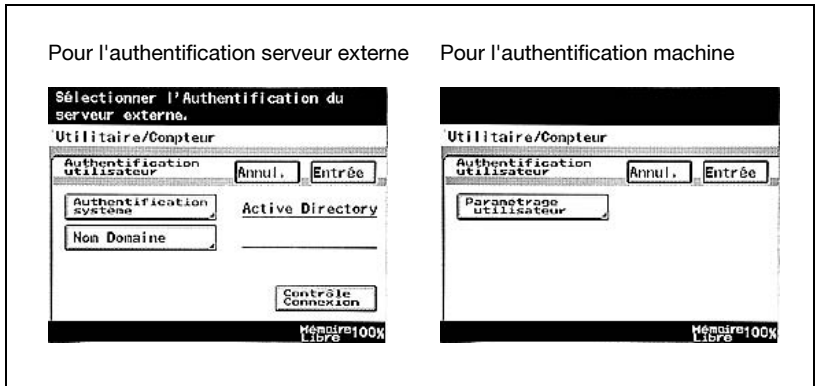 Pour l'authentification serveur externe
Sélectionner l'Authentification du
serveur externe.
Utilitaire/Compteur
Authentification
utilisateur
Annul.
Entrée
Authentification
système
Active Directory
Nom Domaine
Contrôle
Connexion
Mémoire
Libre
100%
Pour l'authentification machine
Utilitaire/Compteur
Authentification
utilisateur
Annul.
Entrée
Paramétrage
utilisateur
Mémoire
Libre
100%